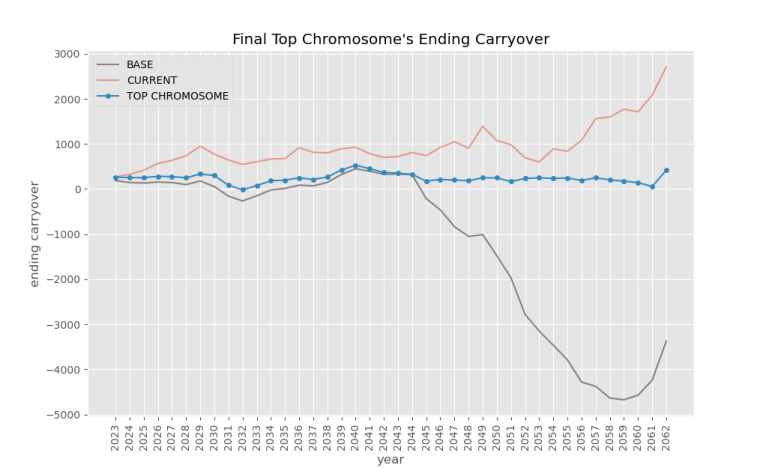 Final Top Chromosome's Ending Carryover
BASE
CURRENT
TOP CHROMOSOME
3000
2000
1000
0
−1000
−2000
−3000
−4000
−5000
ending carryover
2023 2024 2025 2026 2027 2028 2029 2030 2031 2032 2033 2034 2035 2036 2037 2038 2039 2040 2041 2042 2043 2044 2045 2046 2047 2048 2049 2050 2051 2052 2053 2054 2055 2056 2057 2058 2059 2060 2061 2062
year